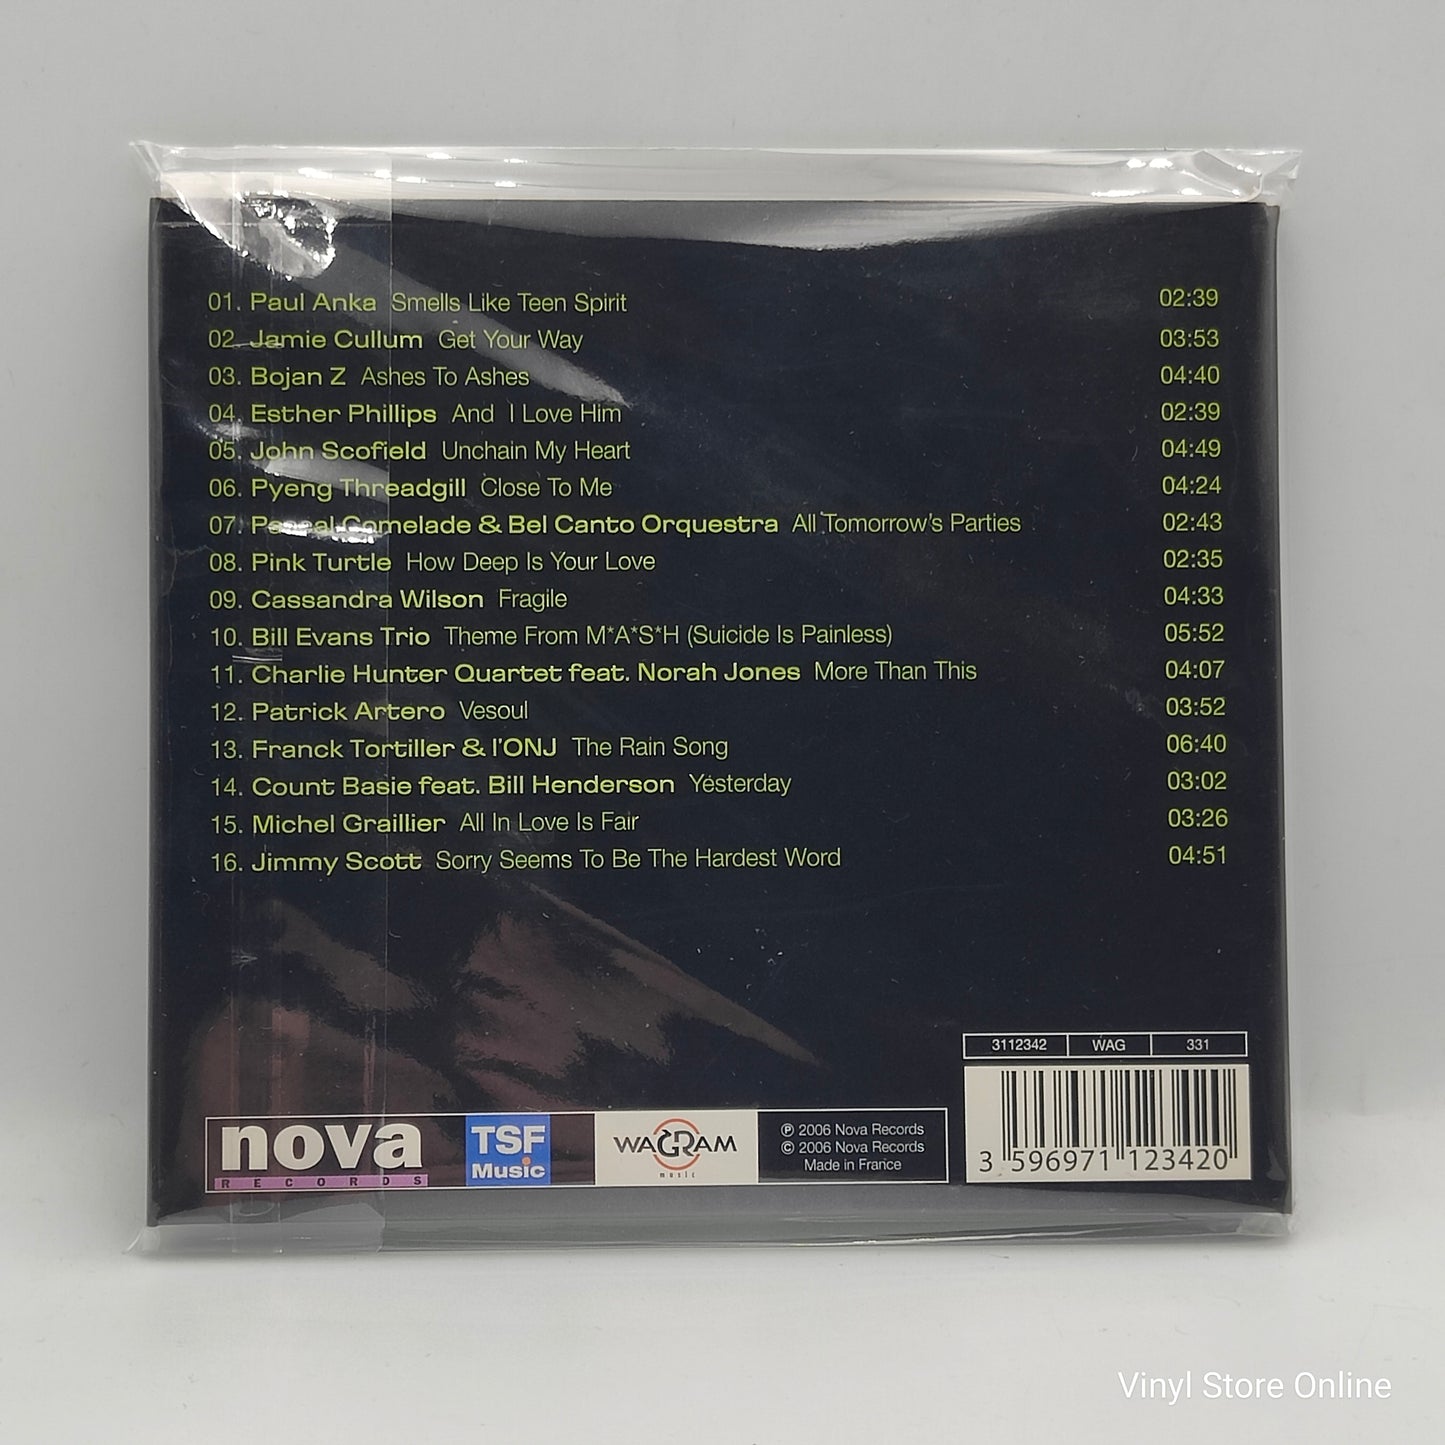 01. Paul Anka Smells Like Teen Spirit 02:39
02. Jamie Cullum Get Your Way 03:53
03. Bojan Z Ashes To Ashes 04:40
04. Esther Phillips And I Love Him 02:39
05. John Scofield Unchain My Heart 04:49
06. Pyeng Threadgill Close To Me 04:24
07. Pascal Comelade & Bel Canto Orquestra All Tomorrow's Parties 02:43
08. Pink Turtle How Deep Is Your Love 02:35
09. Cassandra Wilson Fragile 04:33
10. Bill Evans Trio Theme From M*A*S*H (Suicide Is Painless) 05:52
11. Charlie Hunter Quartet feat. Norah Jones More Than This 04:07
12. Patrick Artero Vesoul 03:52
13. Franck Tortiller & l'ONJ The Rain Song 06:40
14. Count Basie feat. Bill Henderson Yesterday 03:02
15. Michel Graillier All In Love Is Fair 03:26
16. Jimmy Scott Sorry Seems To Be The Hardest Word 04:51
3112342 WAG 331
nova
RECORDS
TSF
Music
WAGRAM
music
℗ 2006 Nova Records
© 2006 Nova Records
Made in France
3 596971 123420
Vinyl Store Online